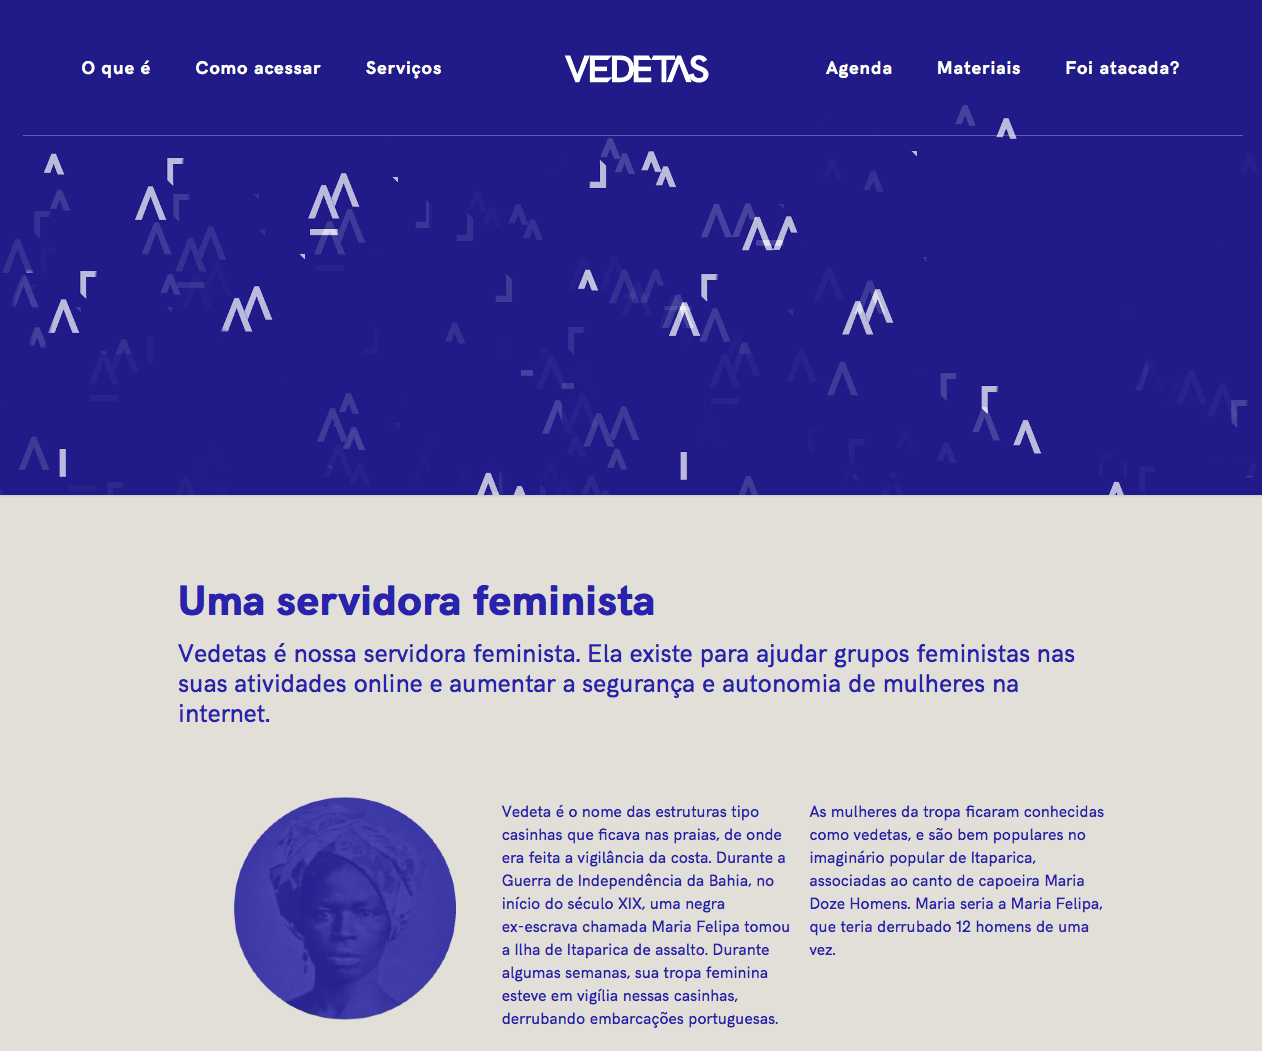 O que é
Como acessar
Serviços
VEDETAS
Agenda
Materiais
Foi atacada?
Uma servidora feminista
Vedetas é nossa servidora feminista. Ela existe para ajudar grupos feministas nas
suas atividades online e aumentar a segurança e autonomia de mulheres na
internet.
Vedeta é o nome das estruturas tipo
casinhas que ficava nas praias, de onde
era feita a vigilância da costa. Durante a
Guerra de Independência da Bahia, no
início do século XIX, uma negra
ex-escrava chamada Maria Felipa tomou
a Ilha de Itaparica de assalto. Durante
algumas semanas, sua tropa feminina
esteve em vigília nessas casinhas,
derrubando embarcações portuguesas.
As mulheres da tropa ficaram conhecidas
como vedetas, e são bem populares no
imaginário popular de Itaparica,
associadas ao canto de capoeira Maria
Doze Homens. Maria seria a Maria Felipa,
que teria derrubado 12 homens de uma
vez.